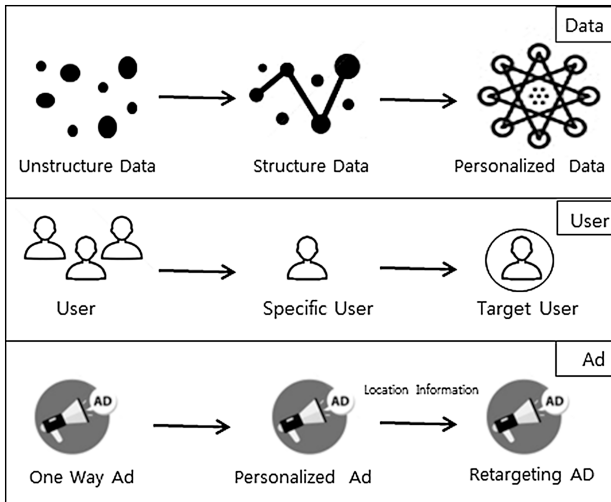 Data
Unstructure Data
Structure Data
Personalized Data
User
User
Specific User
Target User
Ad
AD
AD
Location Information
AD
One Way Ad
Personalized Ad
Retargeting AD